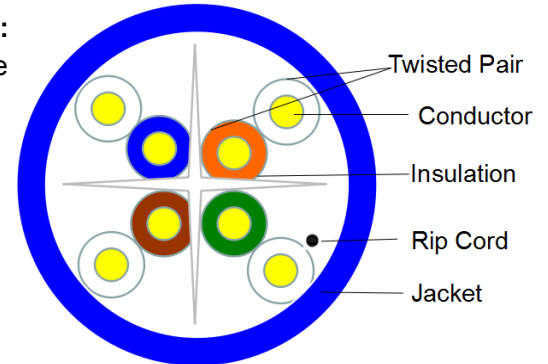 :
e
Twisted Pair
Conductor
Insulation
Rip Cord
Jacket